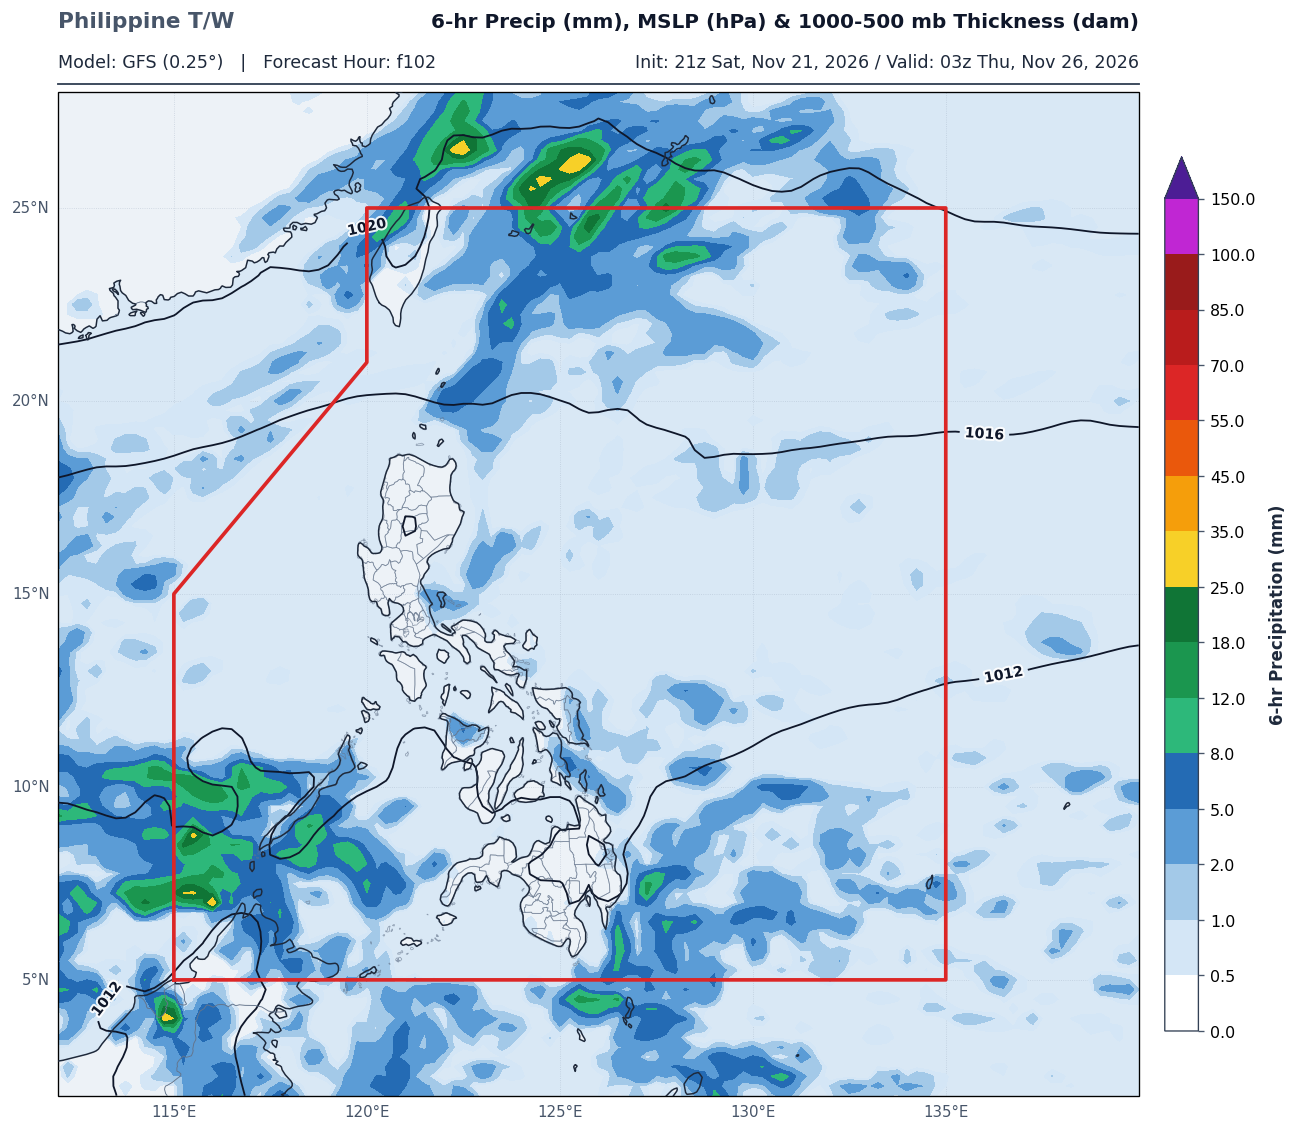 Philippine T/W
6-hr Precip (mm), MSLP (hPa) & 1000-500 mb Thickness (dam)
Model: GFS (0.25°) | Forecast Hour: f102
Init: 21z Sat, Nov 21, 2026 / Valid: 03z Thu, Nov 26, 2026
25°N
20°N
15°N
10°N
5°N
1020
1016
1012
1012
115°E
120°E
125°E
130°E
135°E
150.0
100.0
85.0
70.0
55.0
45.0
35.0
25.0
18.0
12.0
8.0
5.0
2.0
1.0
0.5
0.0
6-hr Precipitation (mm)